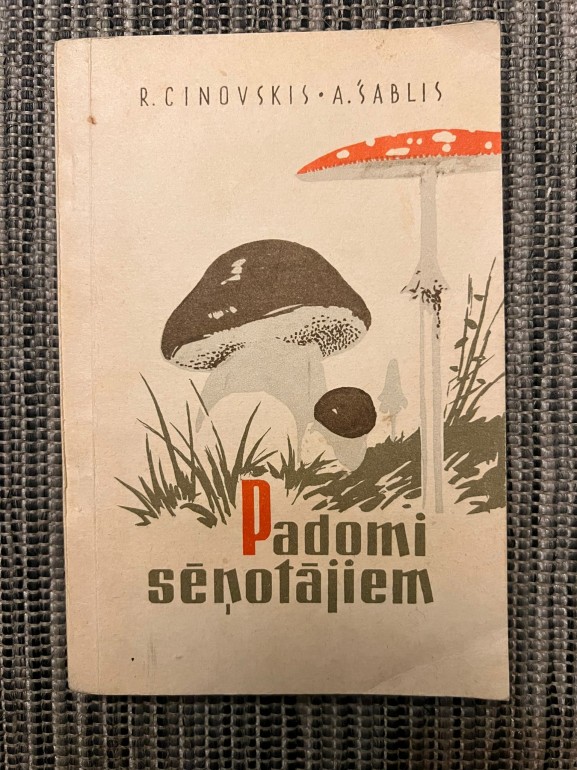 R. CINOVSKIS • A. ŠABLIS
Padomi
sēņotājiem